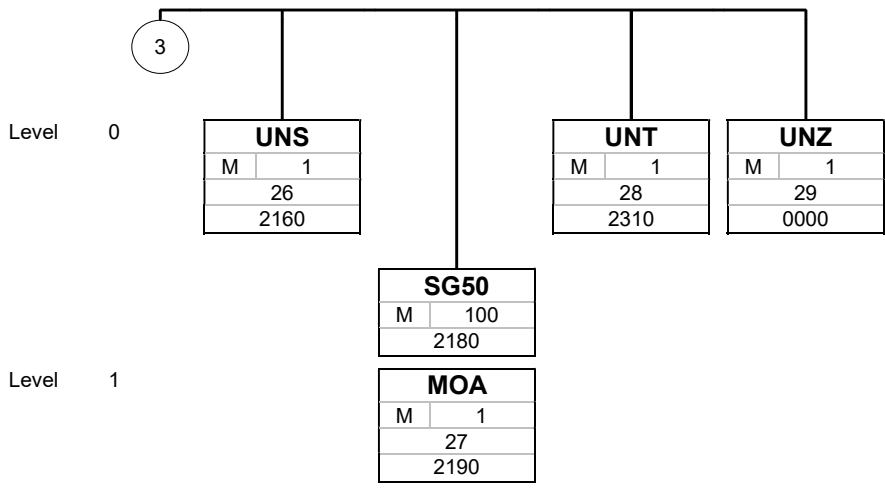 3
Level 0
UNS UNT UNZ
M 1 M 1 M 1
26 28 29
2160 2310 0000
SG50
M 100
2180
Level 1
MOA
M 1
27
2190